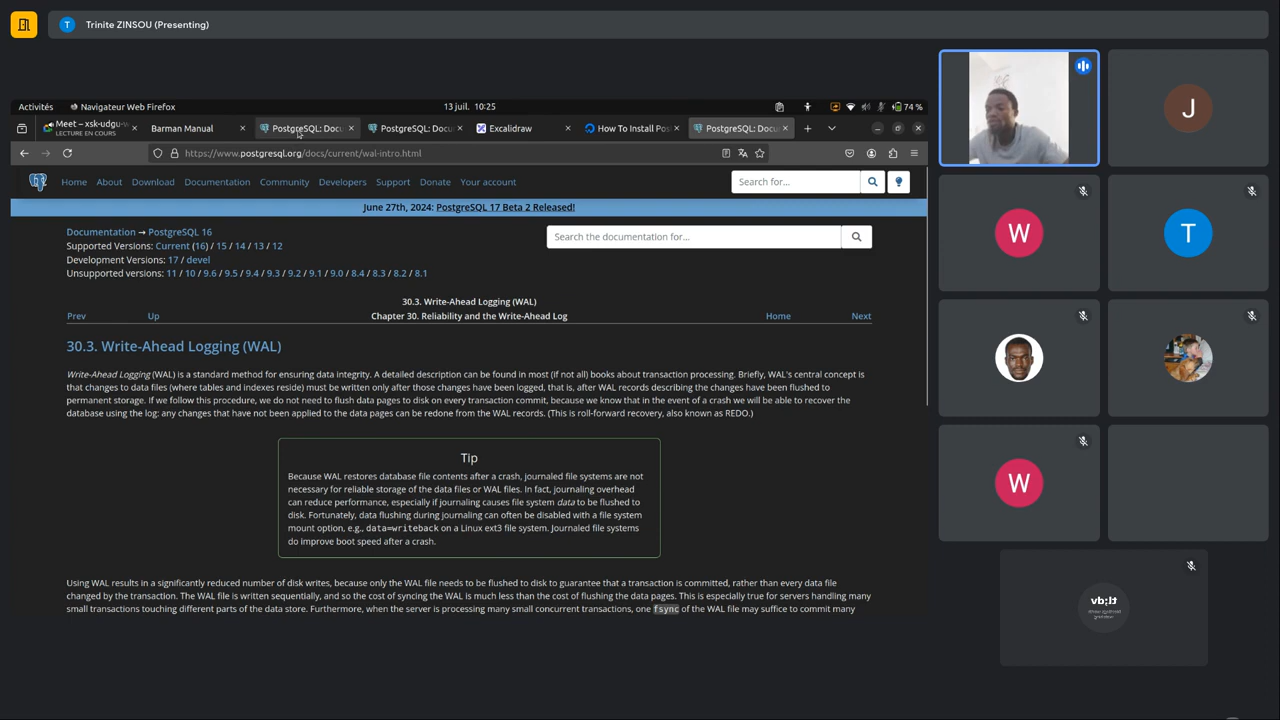 T Trinite ZINSOU (Presenting)
Activités Navigateur Web Firefox 13 juil. 10:25 74 %
Meet – xsk-udgu-
LECTURE EN COURS
Barman Manual PostgreSQL: Docu PostgreSQL: Docu Excalidraw How To Install Pos PostgreSQL: Docu
https://www.postgresql.org/docs/current/wal-intro.html
Home About Download Documentation Community Developers Support Donate Your account Search for...
June 27th, 2024: PostgreSQL 17 Beta 2 Released!
Documentation → PostgreSQL 16
Supported Versions: Current (16) / 15 / 14 / 13 / 12
Development Versions: 17 / devel
Unsupported versions: 11 / 10 / 9.6 / 9.5 / 9.4 / 9.3 / 9.2 / 9.1 / 9.0 / 8.4 / 8.3 / 8.2 / 8.1
Search the documentation for...
30.3. Write-Ahead Logging (WAL)
Prev Up Chapter 30. Reliability and the Write-Ahead Log Home Next
30.3. Write-Ahead Logging (WAL)
Write-Ahead Logging (WAL) is a standard method for ensuring data integrity. A detailed description can be found in most (if not all) books about transaction processing. Briefly, WAL's central concept is
that changes to data files (where tables and indexes reside) must be written only after those changes have been logged, that is, after WAL records describing the changes have been flushed to
permanent storage. If we follow this procedure, we do not need to flush data pages to disk on every transaction commit, because we know that in the event of a crash we will be able to recover the
database using the log: any changes that have not been applied to the data pages can be redone from the WAL records. (This is roll-forward recovery, also known as REDO.)
Tip
Because WAL restores database file contents after a crash, journaled file systems are not
necessary for reliable storage of the data files or WAL files. In fact, journaling overhead
can reduce performance, especially if journaling causes file system data to be flushed to
disk. Fortunately, data flushing during journaling can often be disabled with a file system
mount option, e.g., data=writeback on a Linux ext3 file system. Journaled file systems
do improve boot speed after a crash.
Using WAL results in a significantly reduced number of disk writes, because only the WAL file needs to be flushed to disk to guarantee that a transaction is committed, rather than every data file
changed by the transaction. The WAL file is written sequentially, and so the cost of syncing the WAL is much less than the cost of flushing the data pages. This is especially true for servers handling many
small transactions touching different parts of the data store. Furthermore, when the server is processing many small concurrent transactions, one fsync of the WAL file may suffice to commit many
J
W
T
W